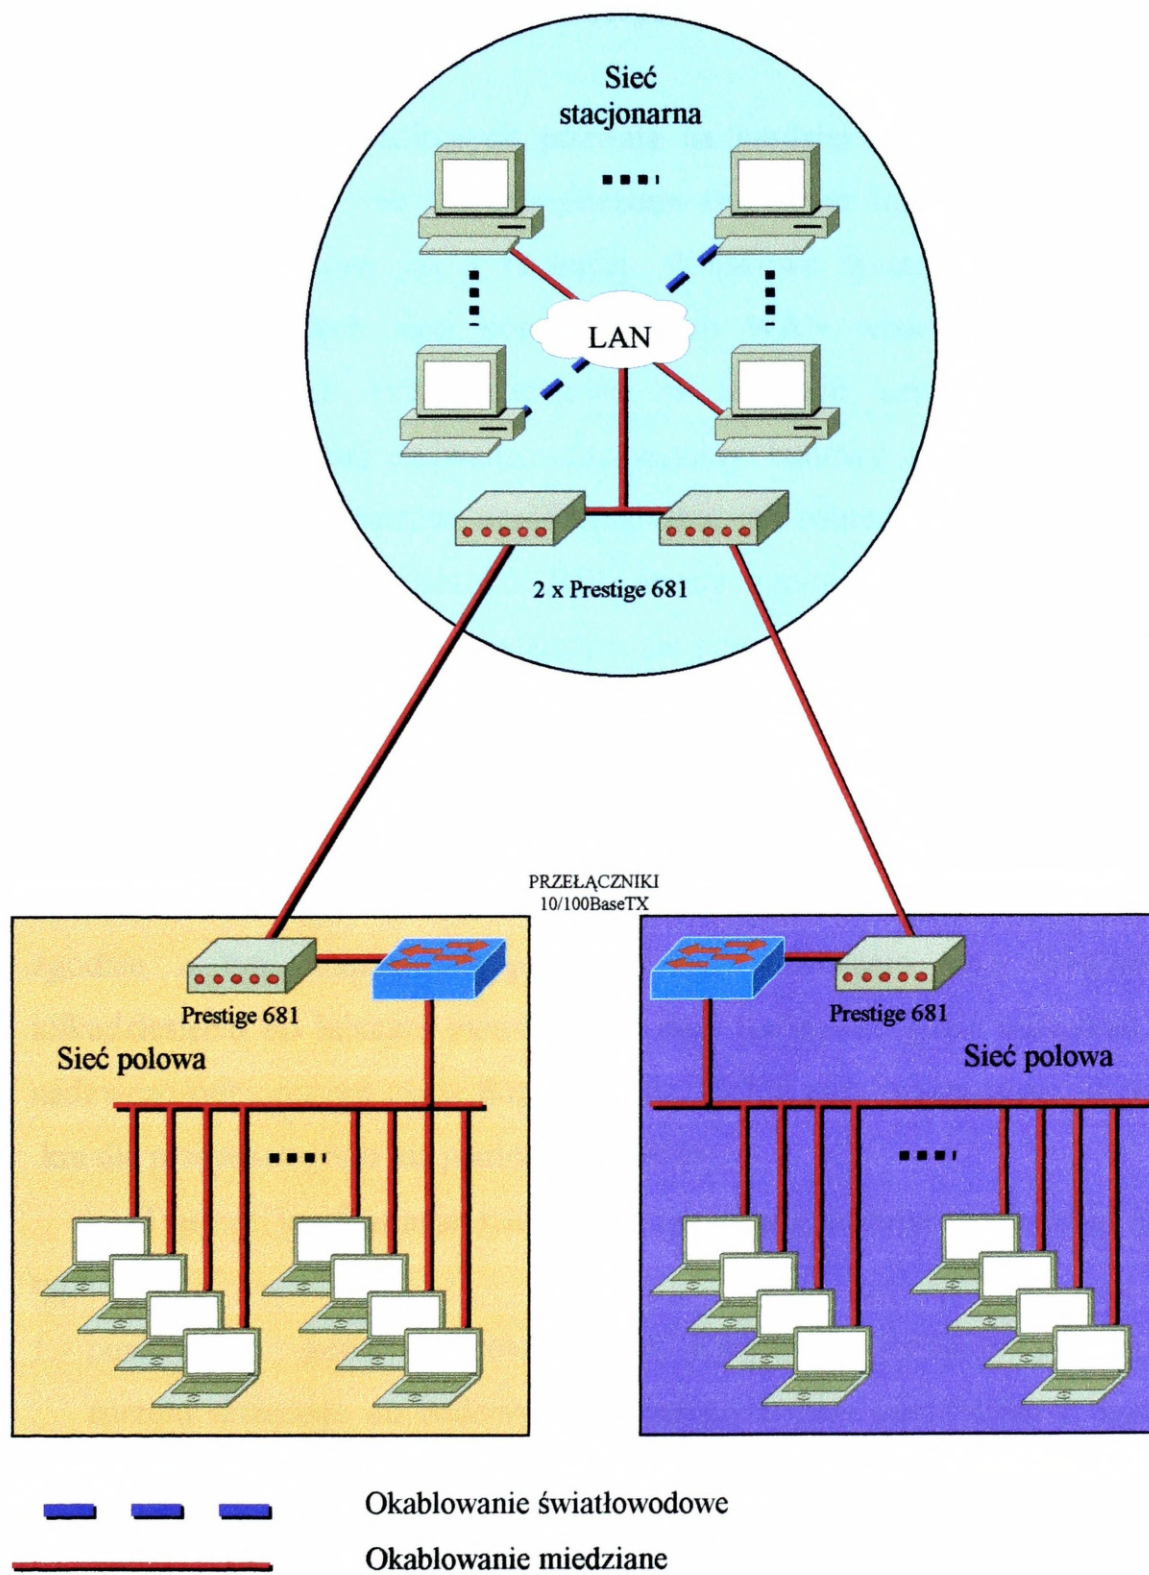 Sieć
stacjonarna
LAN
2 x Prestige 681
PRZEŁĄCZNIKI
10/100BaseTX
Prestige 681
Sieć polowa
Prestige 681
Sieć polowa
Okablowanie światłowodowe
Okablowanie miedziane